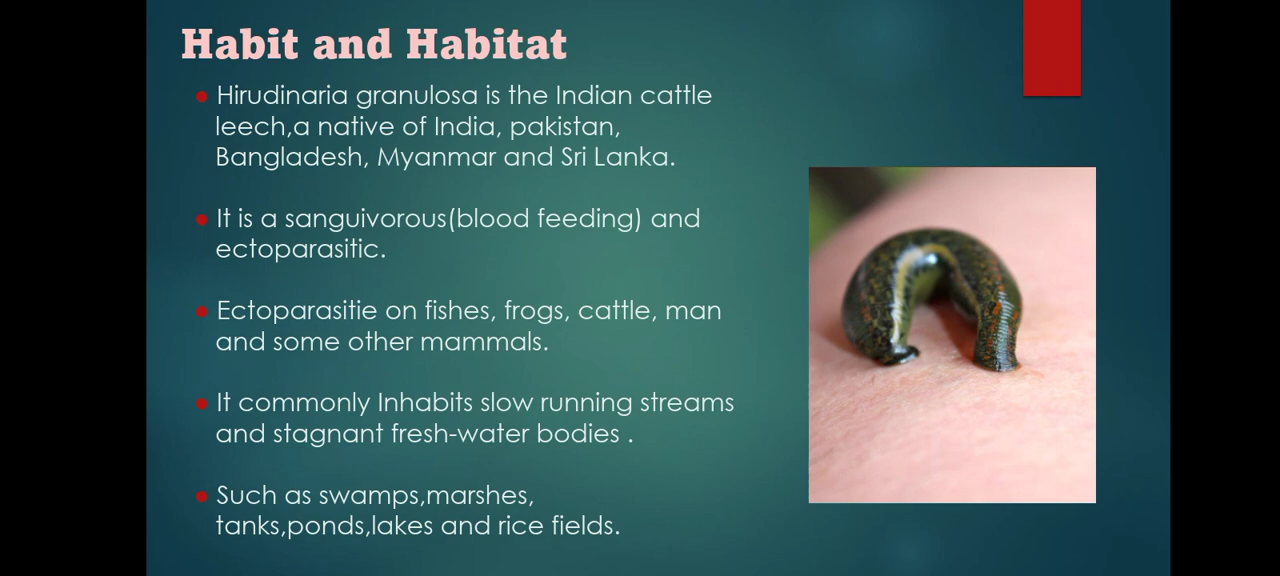 Habit and Habitat
● Hirudinaria granulosa is the Indian cattle
leech,a native of India, pakistan,
Bangladesh, Myanmar and Sri Lanka.
● It is a sanguivorous(blood feeding) and
ectoparasitic.
● Ectoparasitie on fishes, frogs, cattle, man
and some other mammals.
● It commonly Inhabits slow running streams
and stagnant fresh-water bodies .
● Such as swamps,marshes,
tanks,ponds,lakes and rice fields.